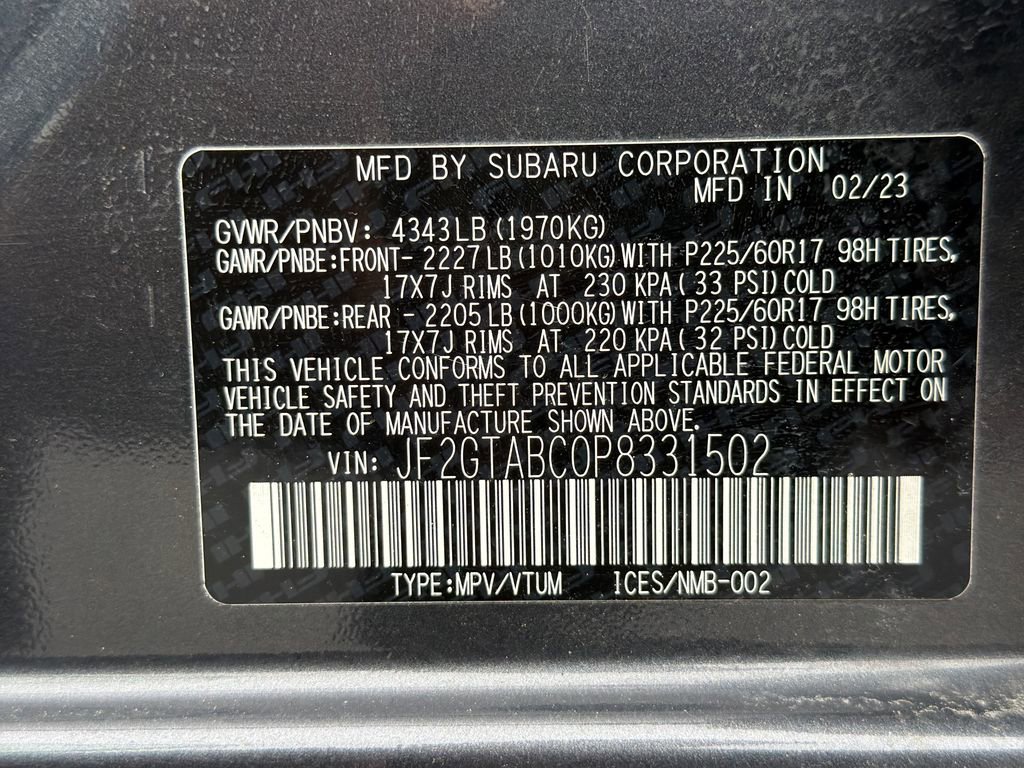 MFD BY SUBARU CORPORATION
MFD IN 02/23
GVWR/PNBV: 4343LB(1970KG)
GAWR/PNBE:FRONT- 2227LB(1010KG)WITH P225/60R17 98H TIRES,
17X7J RIMS AT 230 KPA( 33 PSI)COLD
GAWR/PNBE:REAR - 2205LB(1000KG)WITH P225/60R17 98H TIRES,
17X7J RIMS AT 220 KPA( 32 PSI)COLD
THIS VEHICLE CONFORMS TO ALL APPLICABLE FEDERAL MOTOR
VEHICLE SAFETY AND THEFT PREVENTION STANDARDS IN EFFECT ON
THE DATE OF MANUFACTURE SHOWN ABOVE.
VIN: JF2GTABC0P8331502
TYPE:MPV/VTUM ICES/NMB-002